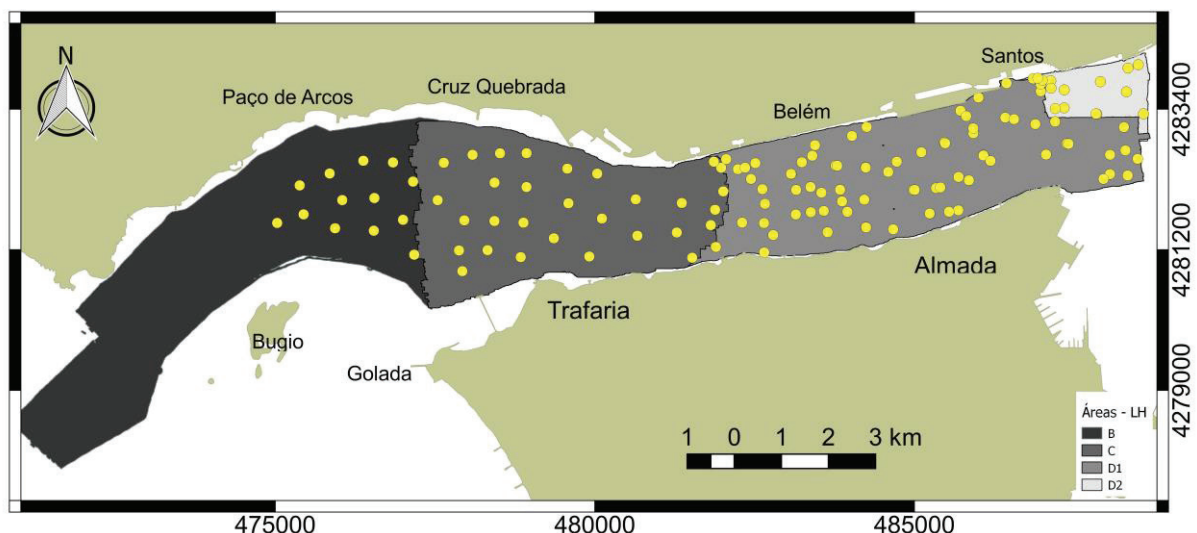 N
Paço de Arcos
Cruz Quebrada
Belém
Santos
Almada
Trafaria
Bugio
Golada
1 0 1 2 3 km
Áreas - LH
B
C
D1
D2
4283400
4281200
4279000
475000 480000 485000